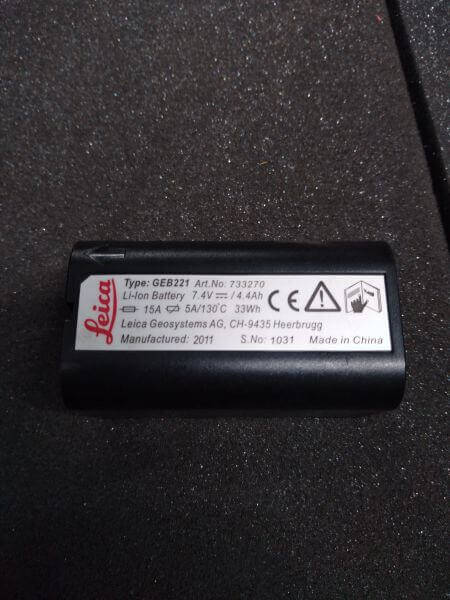 Leica
Type: GEB221 Art.No: 733270
Li-Ion Battery 7.4V / 4.4Ah
15A 5A/130°C 33Wh
Leica Geosystems AG, CH-9435 Heerbrugg
Manufactured: 2011 S.No: 1031 Made in China
CE